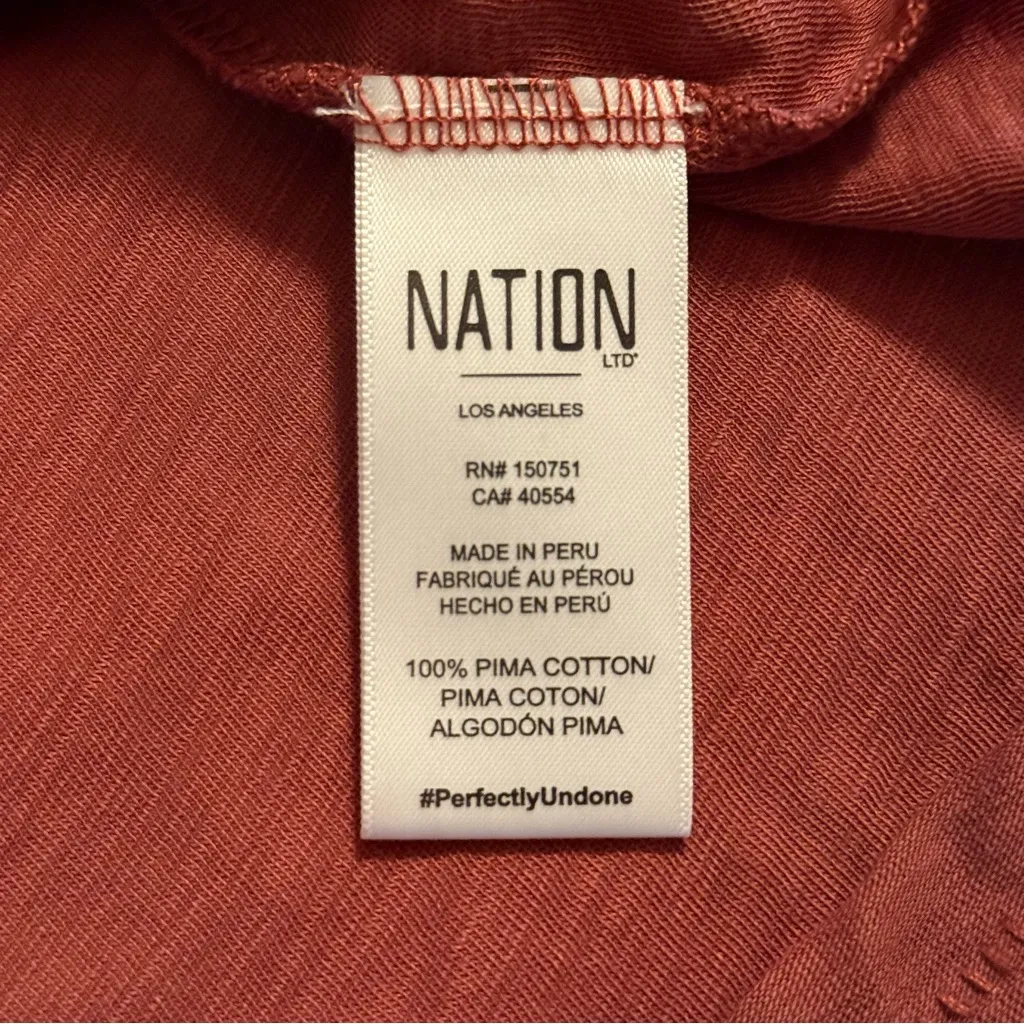 NATION
LTD
LOS ANGELES
RN# 150751
CA# 40554
MADE IN PERU
FABRIQUÉ AU PÉROU
HECHO EN PERÚ
100% PIMA COTTON/
PIMA COTON/
ALGODÓN PIMA
#PerfectlyUndone